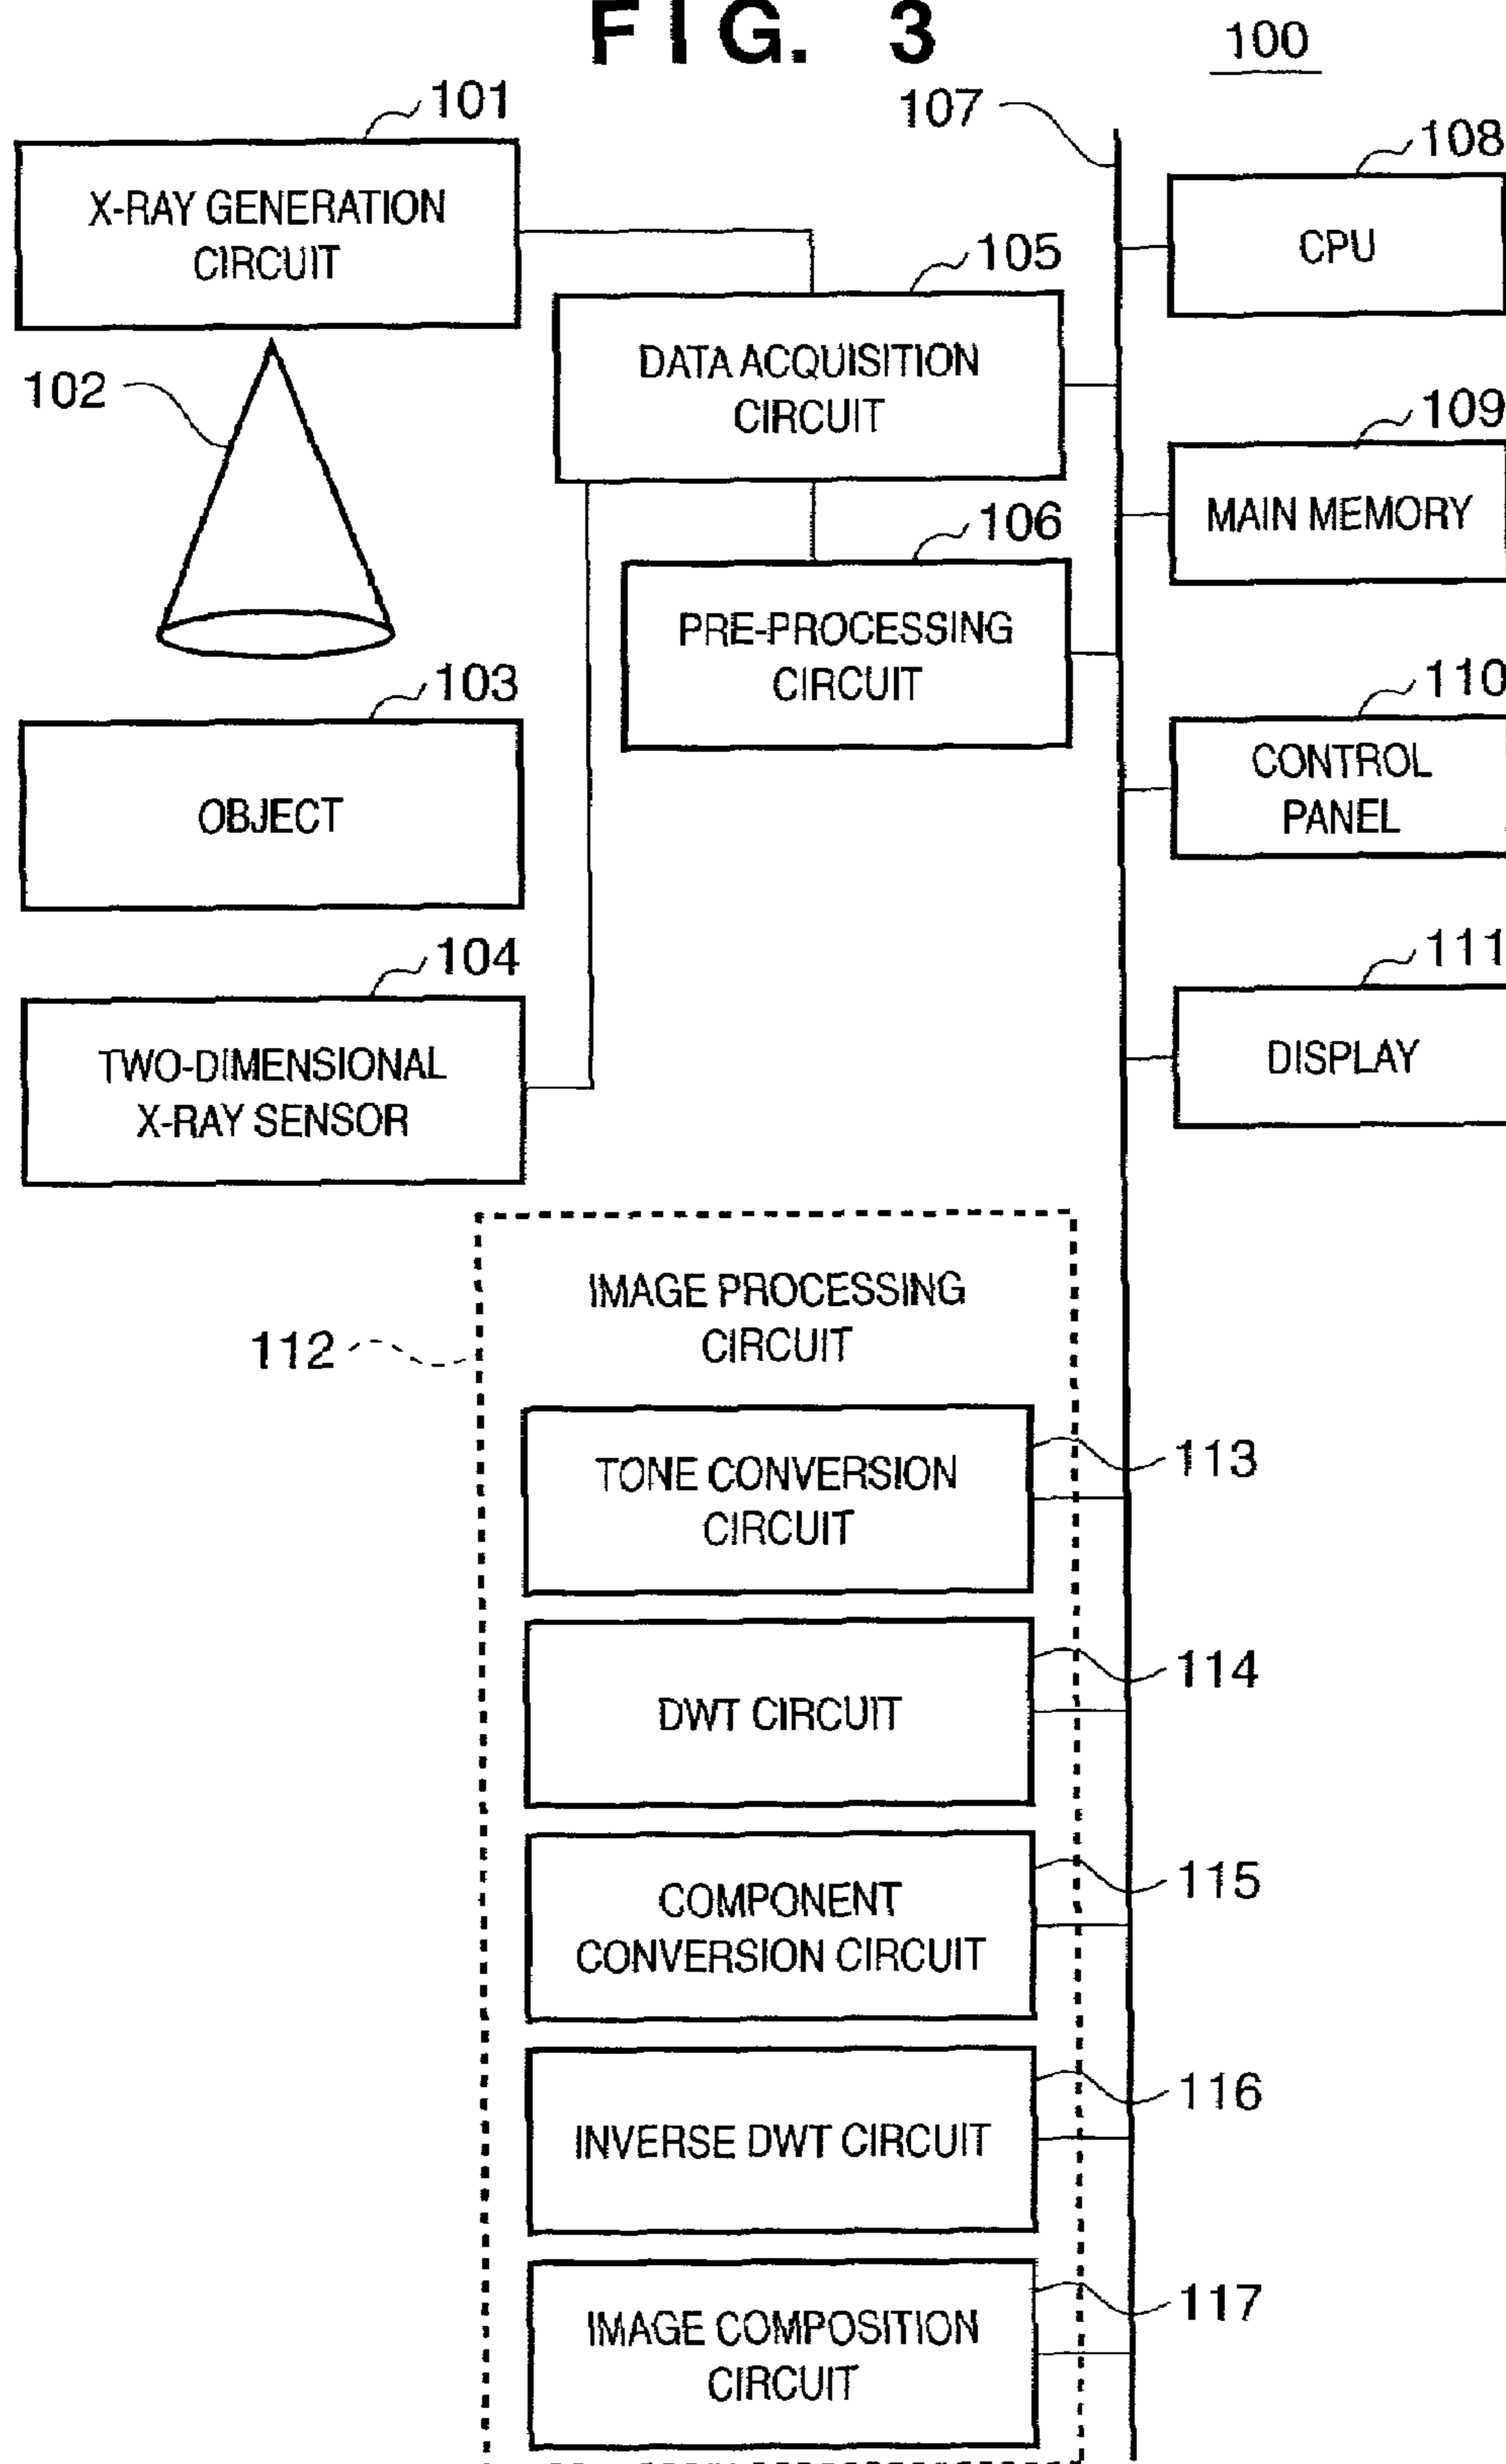 FIG. 3
100
101
107
108
X-RAY GENERATION
CIRCUIT
CPU
105
DATA ACQUISITION
CIRCUIT
102
109
MAIN MEMORY
106
PRE-PROCESSING
CIRCUIT
103
OBJECT
110
CONTROL
PANEL
104
TWO-DIMENSIONAL
X-RAY SENSOR
111
DISPLAY
IMAGE PROCESSING
CIRCUIT
112
TONE CONVERSION
CIRCUIT
113
DWT CIRCUIT
114
COMPONENT
CONVERSION CIRCUIT
115
INVERSE DWT CIRCUIT
116
IMAGE COMPOSITION
CIRCUIT
117